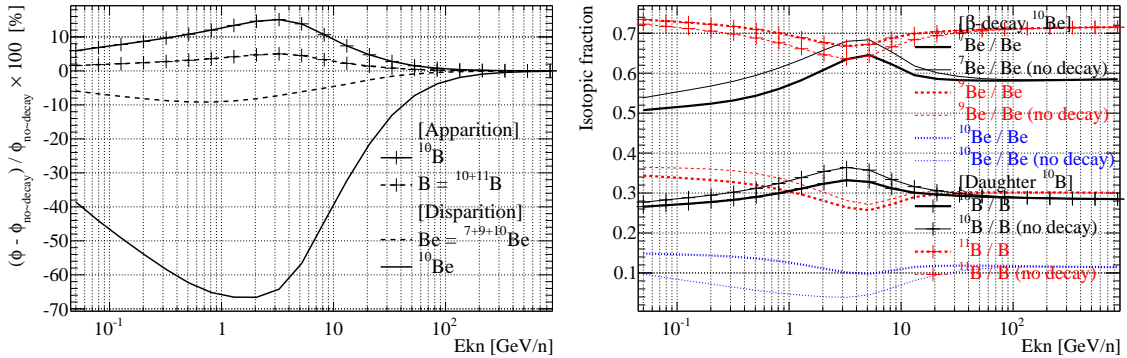 (ϕ - ϕno-decay) / ϕno-decay × 100 [%]
10
0
-10
-20
-30
-40
-50
-60
-70
[Apparition]
10B
B = 10+11B
[Disparition]
Be = 7+9+10Be
10Be
10-1
1
10
102
Ekn [GeV/n]
Isotopic fraction
0.7
0.6
0.5
0.4
0.3
0.2
0.1
[β-decay 10Be]
7Be / Be
7Be / Be (no decay)
9Be / Be
9Be / Be (no decay)
10Be / Be
10Be / Be (no decay)
[Daughter 10B]
10B / B
10B / B (no decay)
11B / B
11B / B (no decay)
10-1
1
10
102
Ekn [GeV/n]